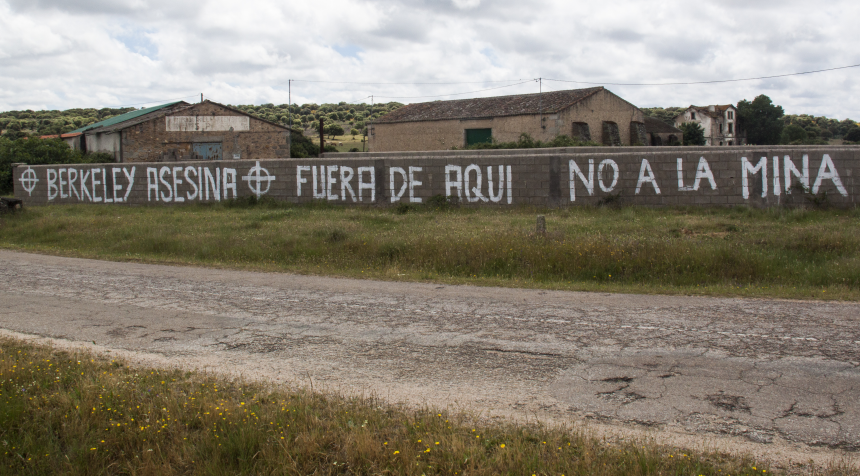 BERKELEY ASESINA FUERA DE AQUI NO A LA MINA